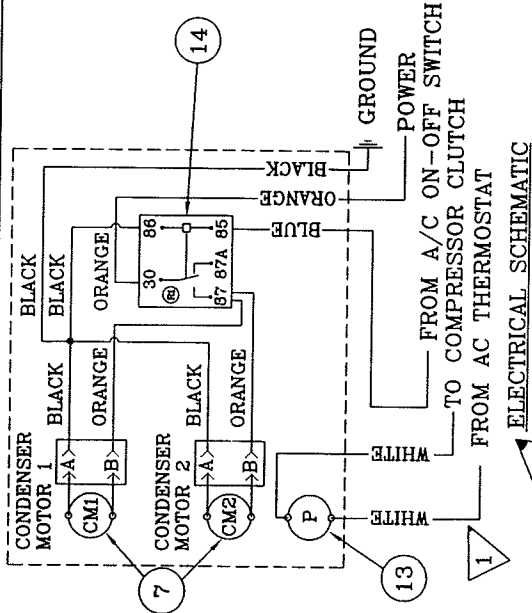 CONDENSER
MOTOR 1
CM1
A
B
BLACK
BLACK
BLACK
ORANGE
ORANGE
CONDENSER
MOTOR 2
CM2
A
B
BLACK
ORANGE
30
86
R1
87
87A
85
14
7
P
13
BLACK
ORANGE
BLUE
WHITE
WHITE
GROUND
POWER
FROM A/C ON-OFF SWITCH
TO COMPRESSOR CLUTCH
FROM AC THERMOSTAT
1
ELECTRICAL SCHEMATIC